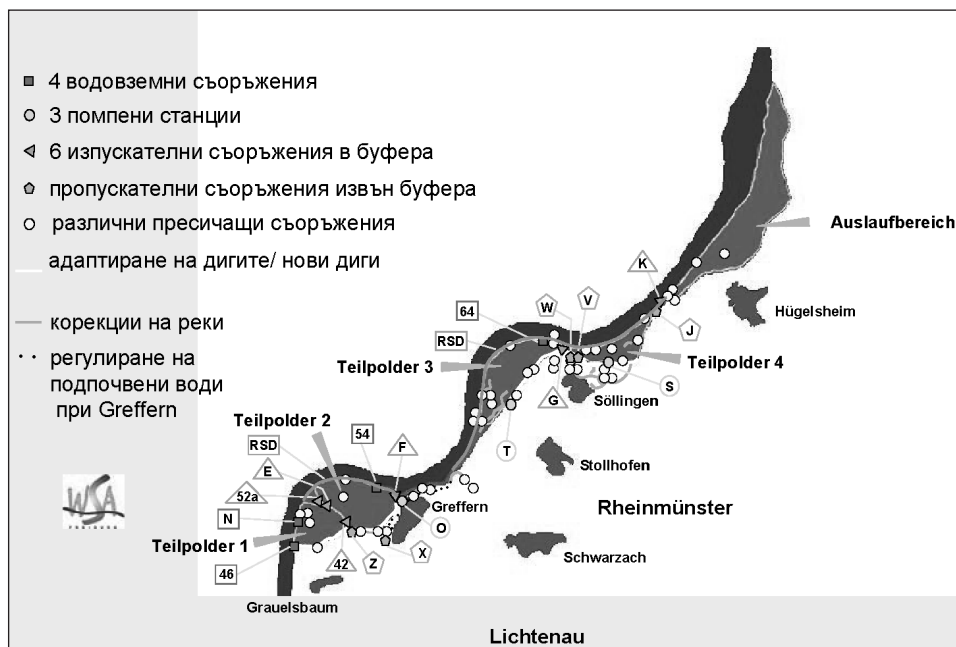 4 водовземни съоръжения
3 помпени станции
6 изпускателни съоръжения в буфера
пропускателни съоръжения извън буфера
различни пресичащи съоръжения
адаптиране на дигите/ нови диги
корекции на реки
регулиране на
подпочвени води
при Greffern
Auslaufbereich
K
Hügelsheim
J
V
W
64
RSD
Teilpolder 3
Teilpolder 4
S
G
Söllingen
T
Teilpolder 2
54
F
RSD
E
Stollhofen
52a
Greffern
WSA
O
Rheinmünster
N
Teilpolder 1
X
Schwarzach
46
42
Z
Grauelsbaum
Lichtenau